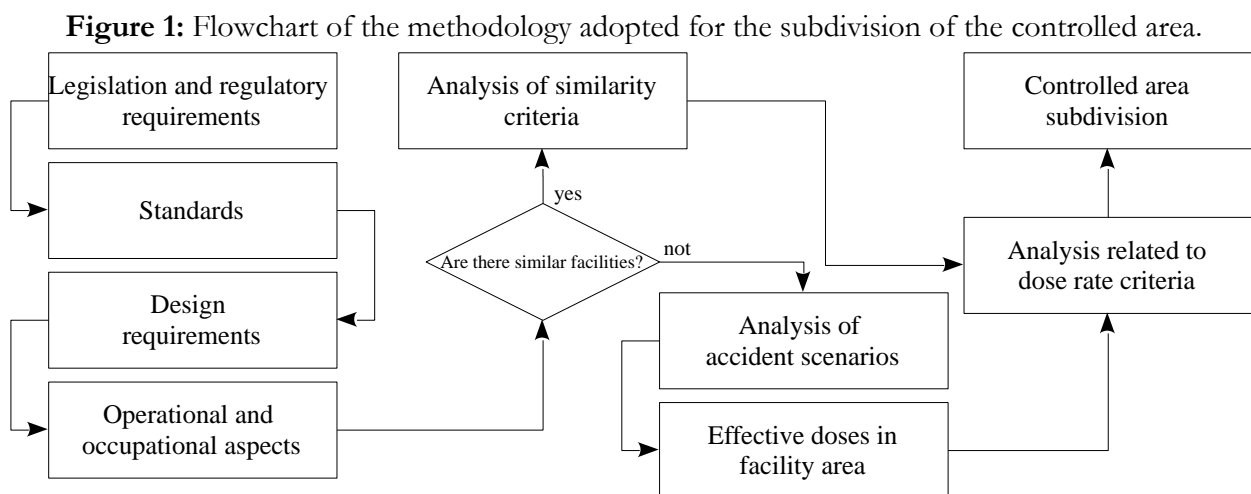 Figure 1: Flowchart of the methodology adopted for the subdivision of the controlled area.
Legislation and regulatory
requirements
Standards
Design
requirements
Operational and
occupational aspects
Analysis of similarity
criteria
yes
Are there similar facilities?
not
Analysis of
accident scenarios
Effective doses in
facility area
Analysis related to
dose rate criteria
Controlled area
subdivision